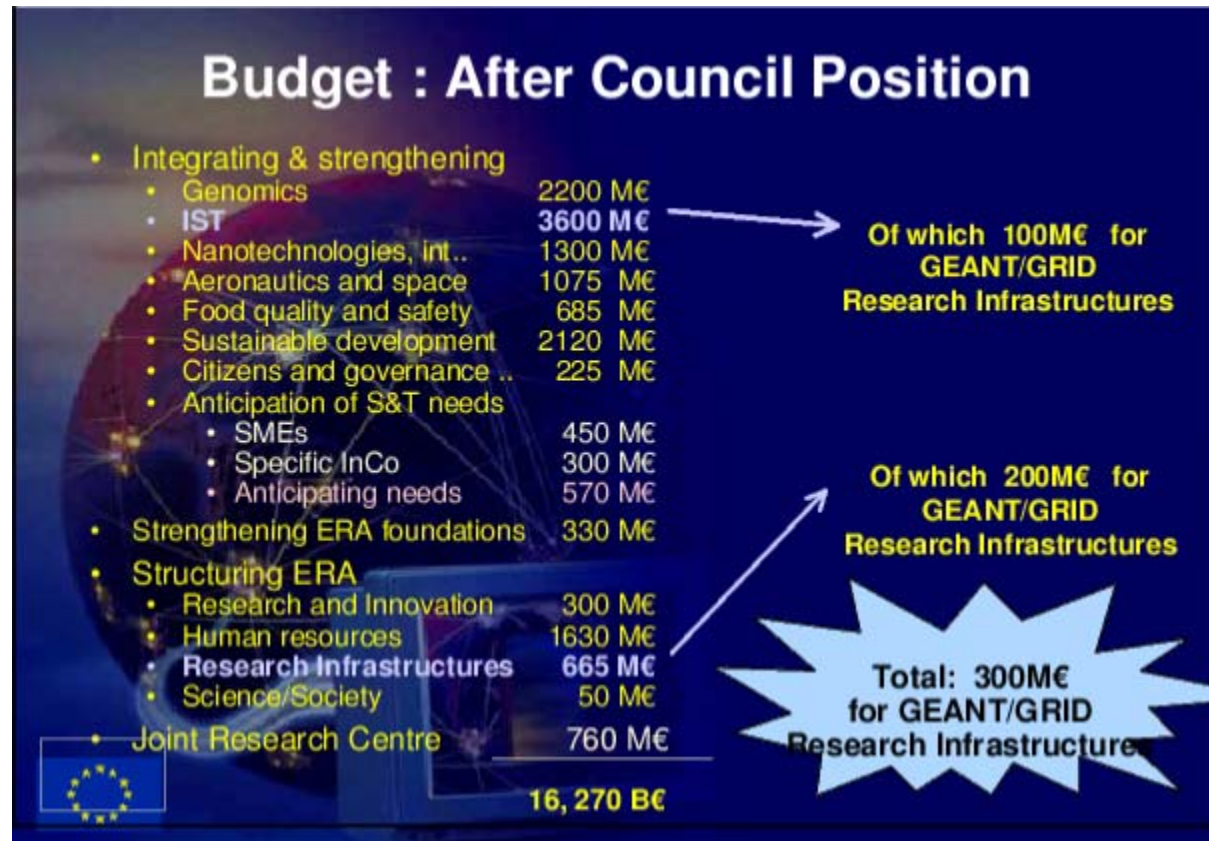 Budget : After Council Position
• Integrating & strengthening
• Genomics 2200 M€
• IST 3600 M€
• Nanotechnologies, int.. 1300 M€
• Aeronautics and space 1075 M€
• Food quality and safety 685 M€
• Sustainable development 2120 M€
• Citizens and governance .. 225 M€
• Anticipation of S&T needs
• SMEs 450 M€
• Specific InCo 300 M€
• Anticipating needs 570 M€
• Strengthening ERA foundations 330 M€
• Structuring ERA
• Research and Innovation 300 M€
• Human resources 1630 M€
• Research Infrastructures 665 M€
• Science/Society 50 M€
• Joint Research Centre 760 M€
16, 270 B€
Of which 100M€ for
GEANT/GRID
Research Infrastructures
Of which 200M€ for
GEANT/GRID
Research Infrastructures
Total: 300M€
for GEANT/GRID
Research Infrastructures